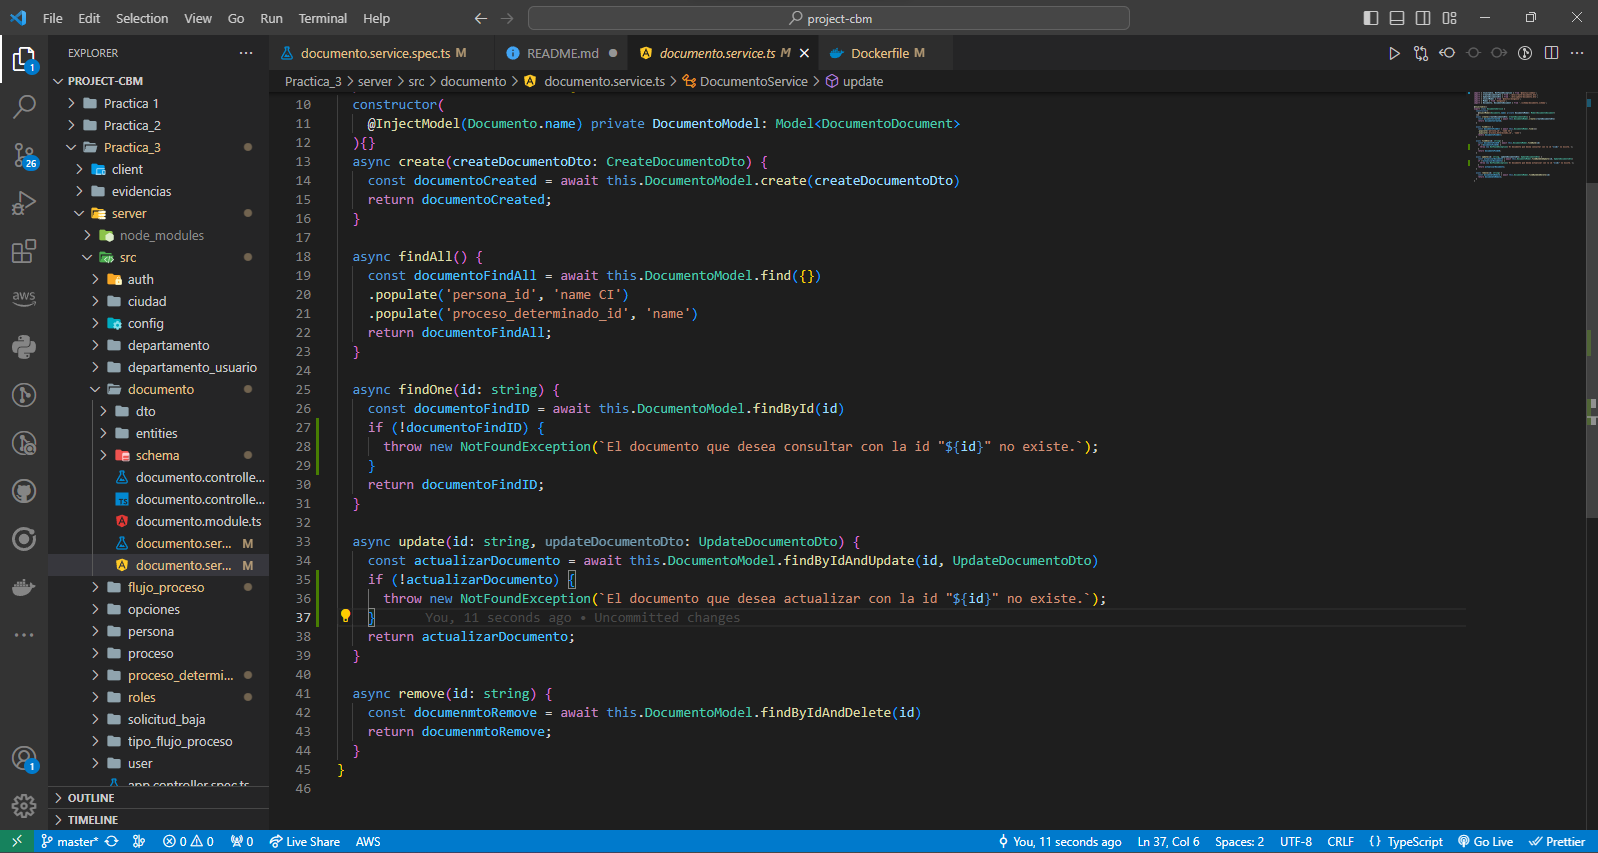 File Edit Selection View Go Run Terminal Help
project-cbm
EXPLORER
PROJECT-CBM
Practica 1
Practica_2
Practica_3
client
evidencias
server
node_modules
src
auth
ciudad
config
departamento
departamento_usuario
documento
dto
entities
schema
documento.controlle...
documento.controlle...
documento.module.ts
documento.ser... M
documento.ser... M
flujo_proceso
opciones
persona
proceso
proceso_determi...
roles
solicitud_baja
tipo_flujo_proceso
user
app.controller.spec.ts
OUTLINE
TIMELINE
1
26
aws
1
documento.service.spec.ts M
README.md
documento.service.ts M
Dockerfile M
Practica_3 > server > src > documento > documento.service.ts > DocumentoService > update
10 constructor(
11 @InjectModel(Documento.name) private DocumentoModel: Model<DocumentoDocument>
12 ){}
13 async create(createDocumentoDto: CreateDocumentoDto) {
14 const documentoCreated = await this.DocumentoModel.create(createDocumentoDto)
15 return documentoCreated;
16 }
17
18 async findAll() {
19 const documentoFindAll = await this.DocumentoModel.find({})
20 .populate('persona_id', 'name CI')
21 .populate('proceso_determinado_id', 'name')
22 return documentoFindAll;
23 }
24
25 async findOne(id: string) {
26 const documentoFindID = await this.DocumentoModel.findById(id)
27 if (!documentoFindID) {
28 throw new NotFoundException(`El documento que desea consultar con la id "${id}" no existe.`);
29 }
30 return documentoFindID;
31 }
32
33 async update(id: string, updateDocumentoDto: UpdateDocumentoDto) {
34 const actualizarDocumento = await this.DocumentoModel.findByIdAndUpdate(id, UpdateDocumentoDto)
35 if (!actualizarDocumento) {
36 throw new NotFoundException(`El documento que desea actualizar con la id "${id}" no existe.`);
37 } You, 11 seconds ago • Uncommitted changes
38 return actualizarDocumento;
39 }
40
41 async remove(id: string) {
42 const documenmtoRemove = await this.DocumentoModel.findByIdAndDelete(id)
43 return documenmtoRemove;
44 }
45 }
46
master* 0 0 0 Live Share AWS
You, 11 seconds ago Ln 37, Col 6 Spaces: 2 UTF-8 CRLF {} TypeScript Go Live Prettier